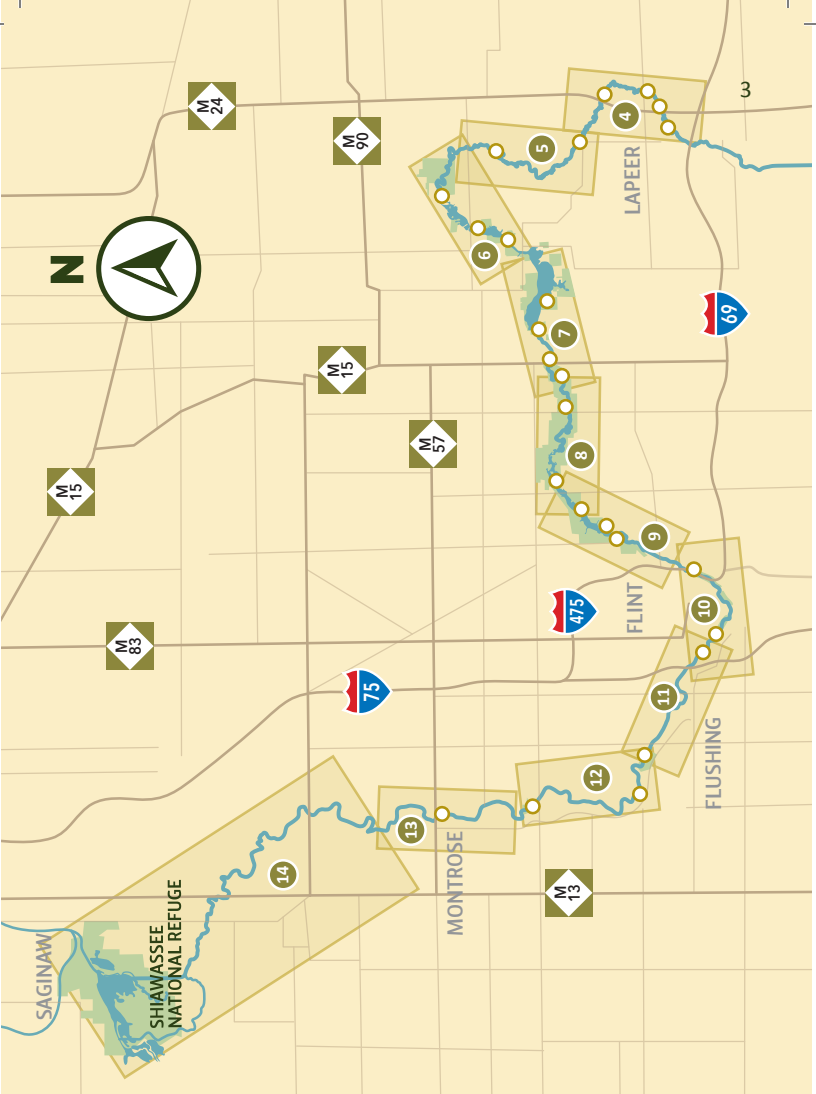 3
N
M
24
M
90
M
15
M
15
M
57
M
83
M
13
69
475
75
LAPEER
FLINT
FLUSHING
MONTROSE
SAGINAW
SHIAWASSEE
NATIONAL REFUGE
4
5
6
7
8
9
10
11
12
13
14